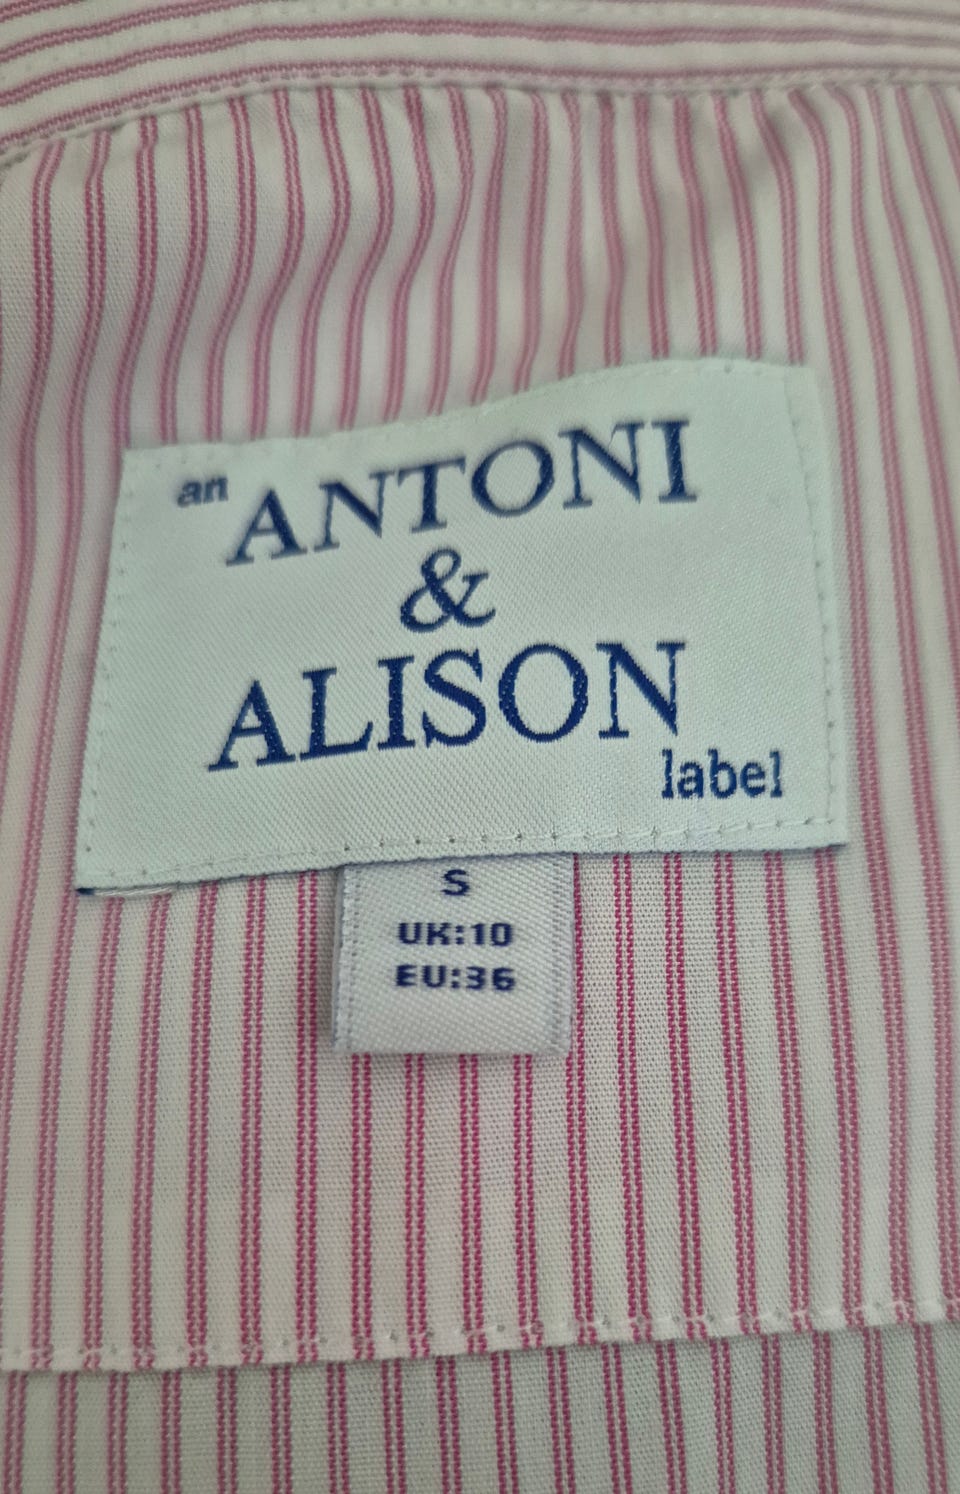 an ANTONI
&
ALISON
label
S
UK:10
EU:36